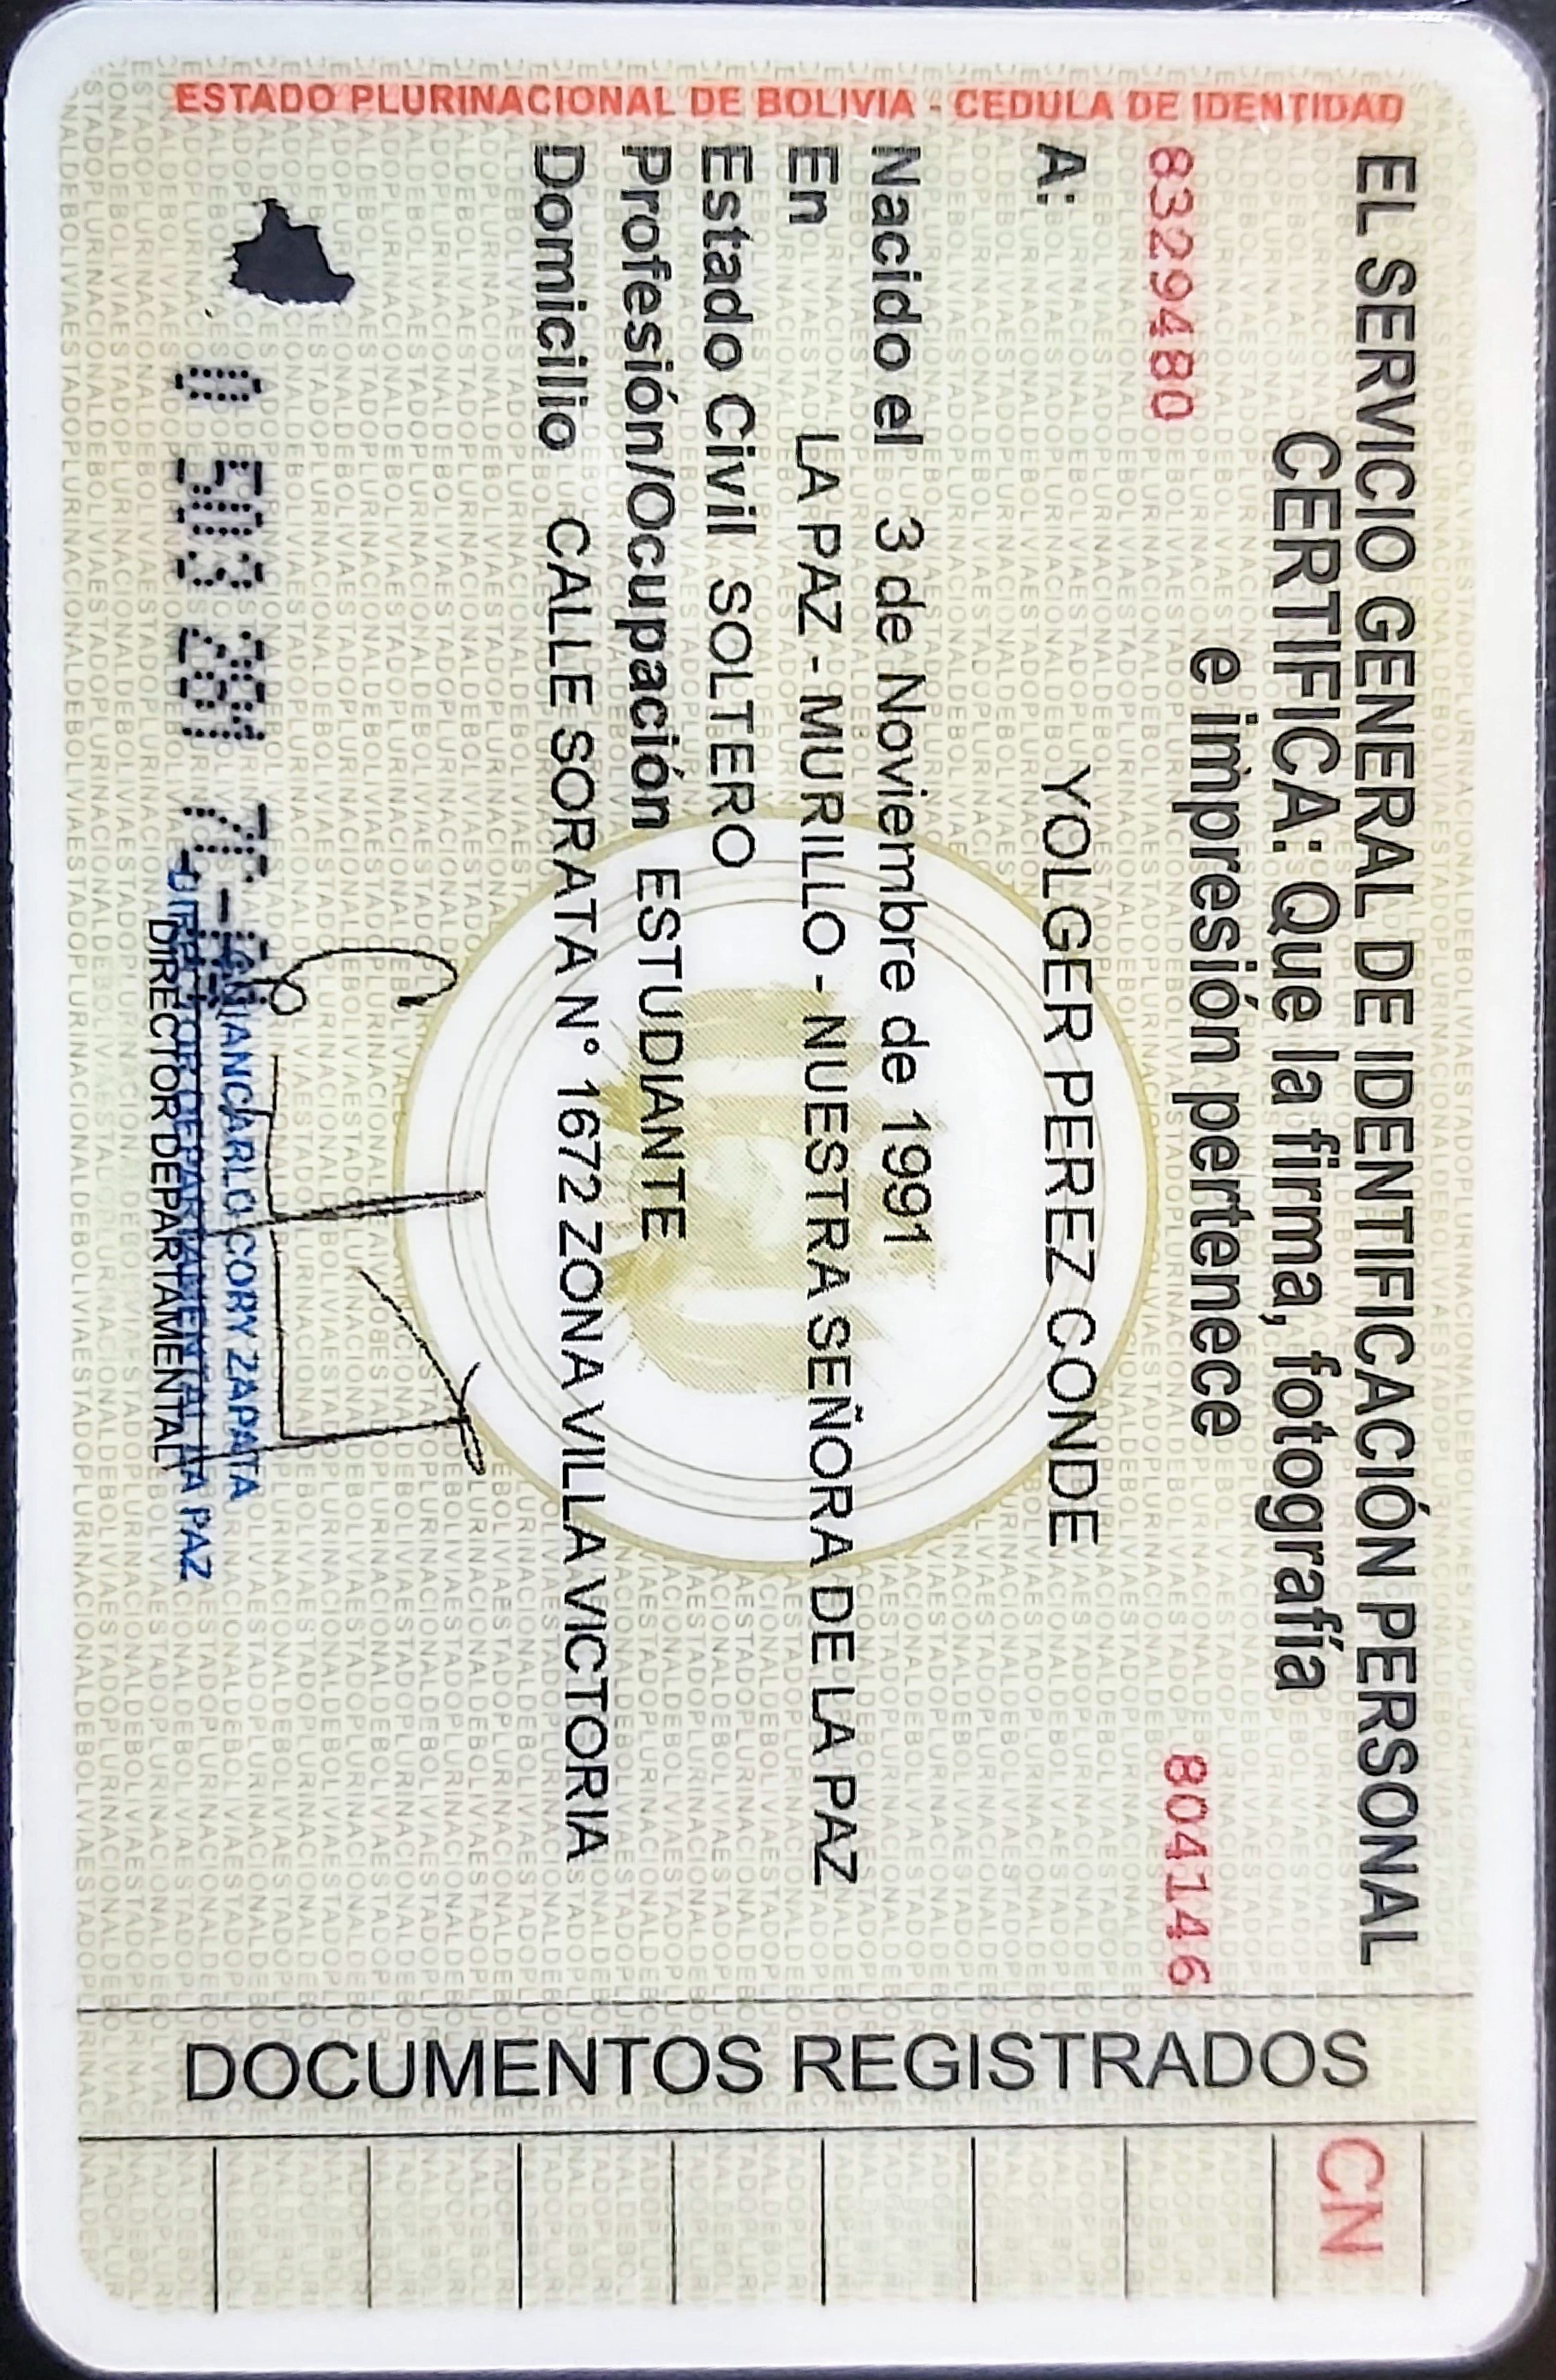 EL SERVICIO GENERAL DE IDENTIFICACIÓN PERSONAL
CERTIFICA: Que la firma, fotografía
e impresión pertenece
8329480
804146
A: YOLGER PEREZ CONDE
Nacido el 3 de Noviembre de 1991
En LA PAZ - MURILLO - NUESTRA SEÑORA DE LA PAZ
Estado Civil SOLTERO
Profesión/Ocupación ESTUDIANTE
Domicilio CALLE SORATA N° 1672 ZONA VILLA VICTORIA
0 503 281 7C-
GIANCARLO CORY ZAPATA
DIRECTOR DEPARTAMENTAL LA PAZ
DIRECTOR DEPARTAMENTAL
ESTADO PLURINACIONAL DE BOLIVIA - CEDULA DE IDENTIDAD
DOCUMENTOS REGISTRADOS
CN